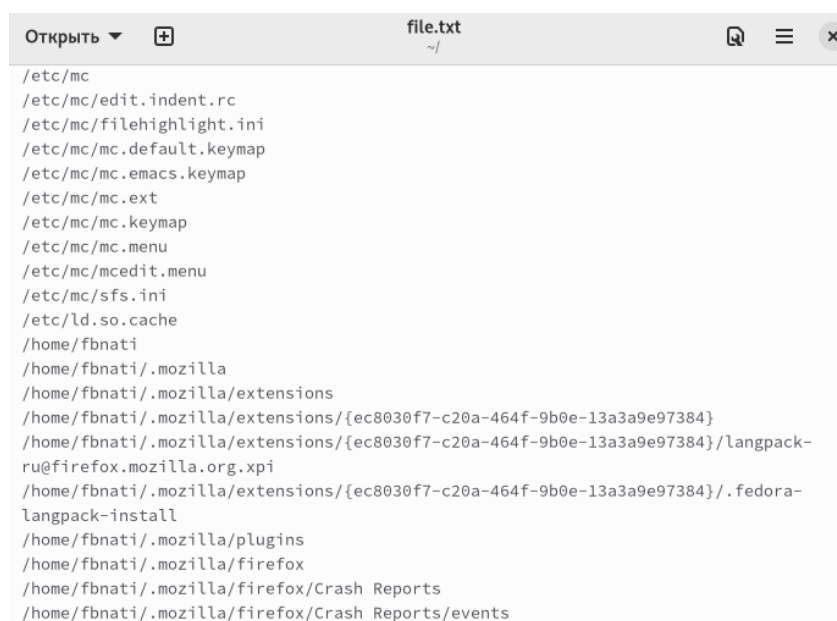 Открыть
file.txt
~/
/etc/mc
/etc/mc/edit.indent.rc
/etc/mc/filehighlight.ini
/etc/mc/mc.default.keymap
/etc/mc/mc.emacs.keymap
/etc/mc/mc.ext
/etc/mc/mc.keymap
/etc/mc/mc.menu
/etc/mc/mcedit.menu
/etc/mc/sfs.ini
/etc/ld.so.cache
/home/fbnati
/home/fbnati/.mozilla
/home/fbnati/.mozilla/extensions
/home/fbnati/.mozilla/extensions/{ec8030f7-c20a-464f-9b0e-13a3a9e97384}
/home/fbnati/.mozilla/extensions/{ec8030f7-c20a-464f-9b0e-13a3a9e97384}/langpack-
ru@firefox.mozilla.org.xpi
/home/fbnati/.mozilla/extensions/{ec8030f7-c20a-464f-9b0e-13a3a9e97384}/.fedora-
langpack-install
/home/fbnati/.mozilla/plugins
/home/fbnati/.mozilla/firefox
/home/fbnati/.mozilla/firefox/Crash Reports
/home/fbnati/.mozilla/firefox/Crash Reports/events